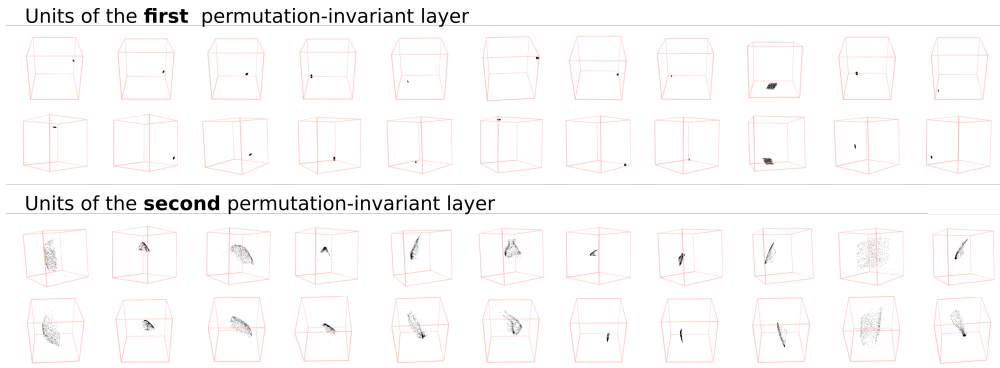 Units of the first permutation-invariant layer
Units of the second permutation-invariant layer